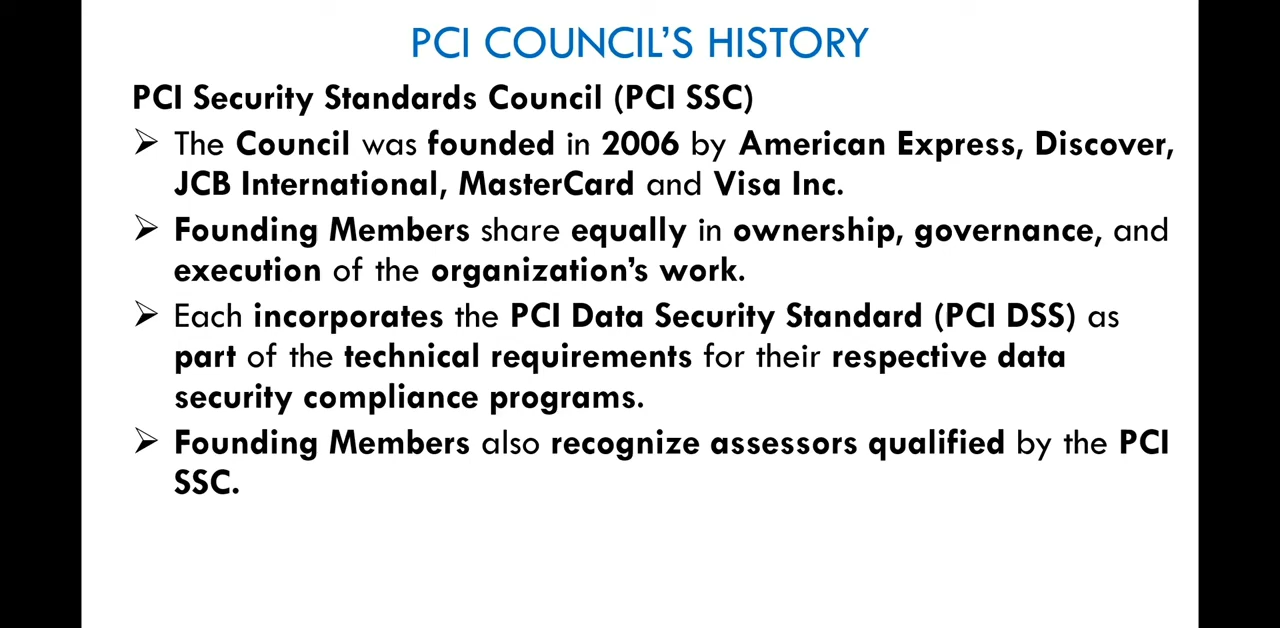 PCI COUNCIL'S HISTORY
PCI Security Standards Council (PCI SSC)
➢ The Council was founded in 2006 by American Express, Discover,
JCB International, MasterCard and Visa Inc.
➢ Founding Members share equally in ownership, governance, and
execution of the organization's work.
➢ Each incorporates the PCI Data Security Standard (PCI DSS) as
part of the technical requirements for their respective data
security compliance programs.
➢ Founding Members also recognize assessors qualified by the PCI
SSC.